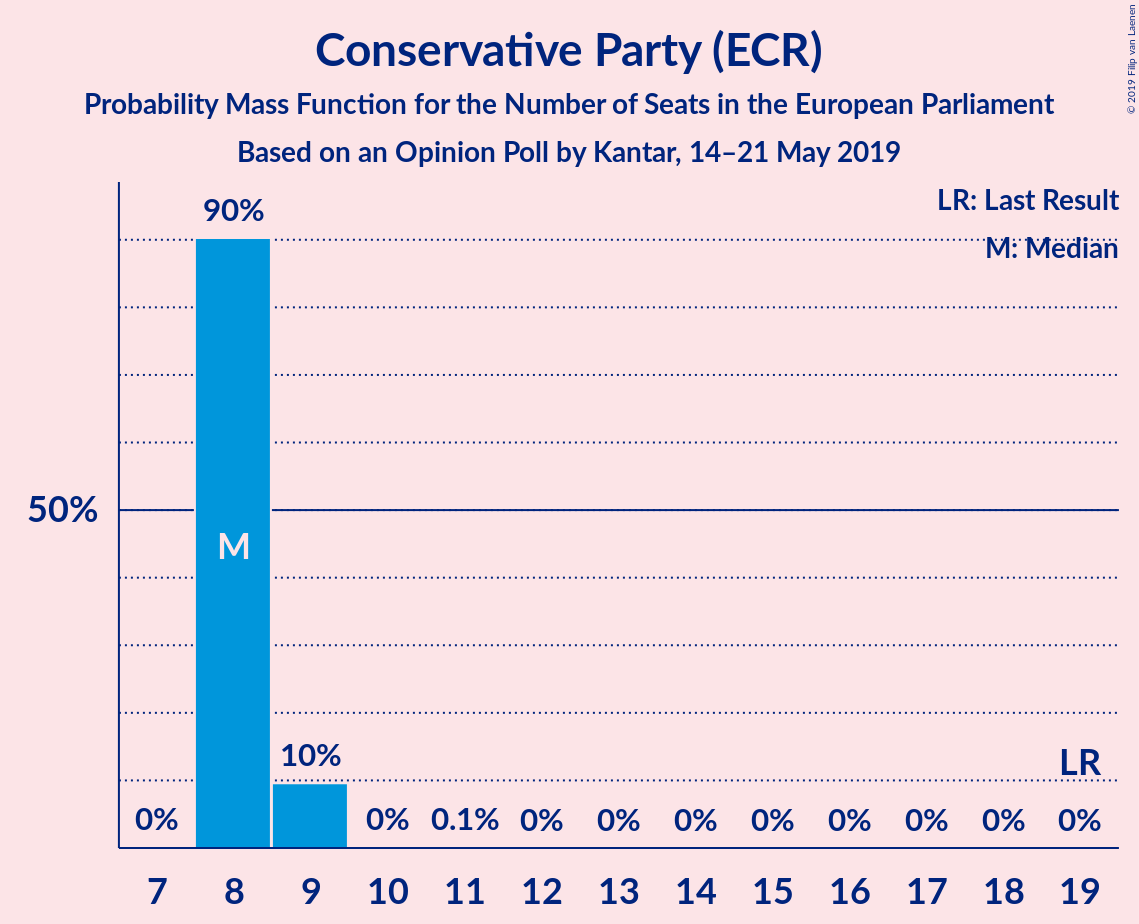 Conservative Party (ECR)
Probability Mass Function for the Number of Seats in the European Parliament
Based on an Opinion Poll by Kantar, 14–21 May 2019
© 2019 Filip van Laenen
LR: Last Result
M: Median
90%
50%
M
10%
LR
0% 0% 0.1% 0% 0% 0% 0% 0% 0% 0% 0%
7 8 9 10 11 12 13 14 15 16 17 18 19